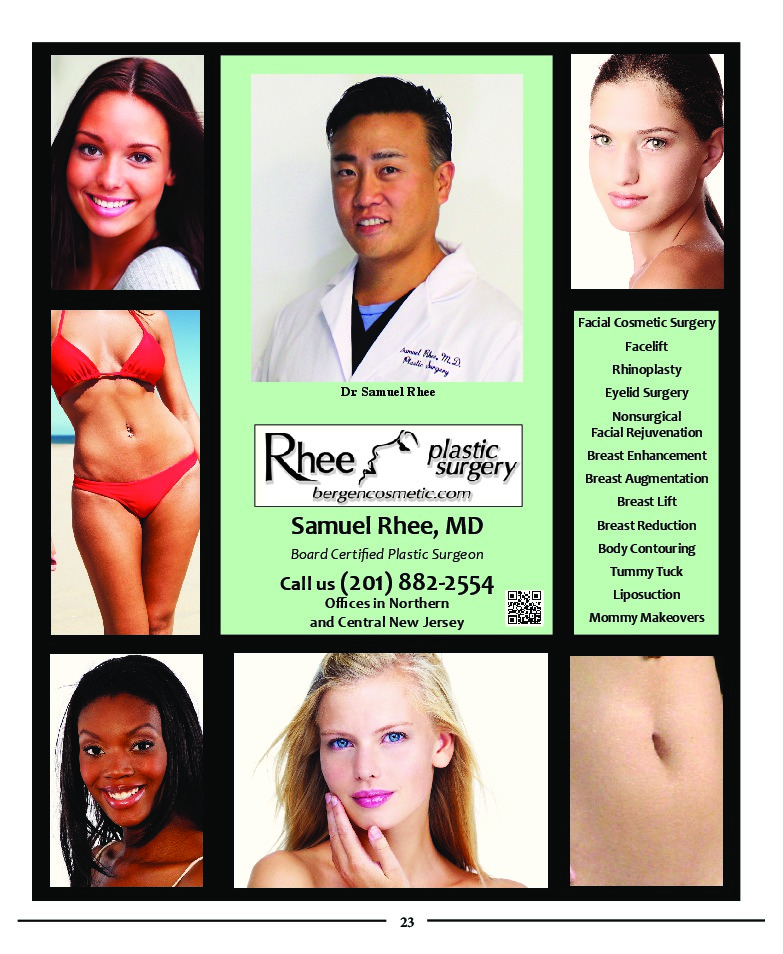 Samuel Rhee, M.D.
Plastic Surgery
Dr Samuel Rhee
Rhee plastic surgery
bergencosmetic.com
Samuel Rhee, MD
Board Certified Plastic Surgeon
Call us (201) 882-2554
Offices in Northern
and Central New Jersey
Facial Cosmetic Surgery
Facelift
Rhinoplasty
Eyelid Surgery
Nonsurgical
Facial Rejuvenation
Breast Enhancement
Breast Augmentation
Breast Lift
Breast Reduction
Body Contouring
Tummy Tuck
Liposuction
Mommy Makeovers
23